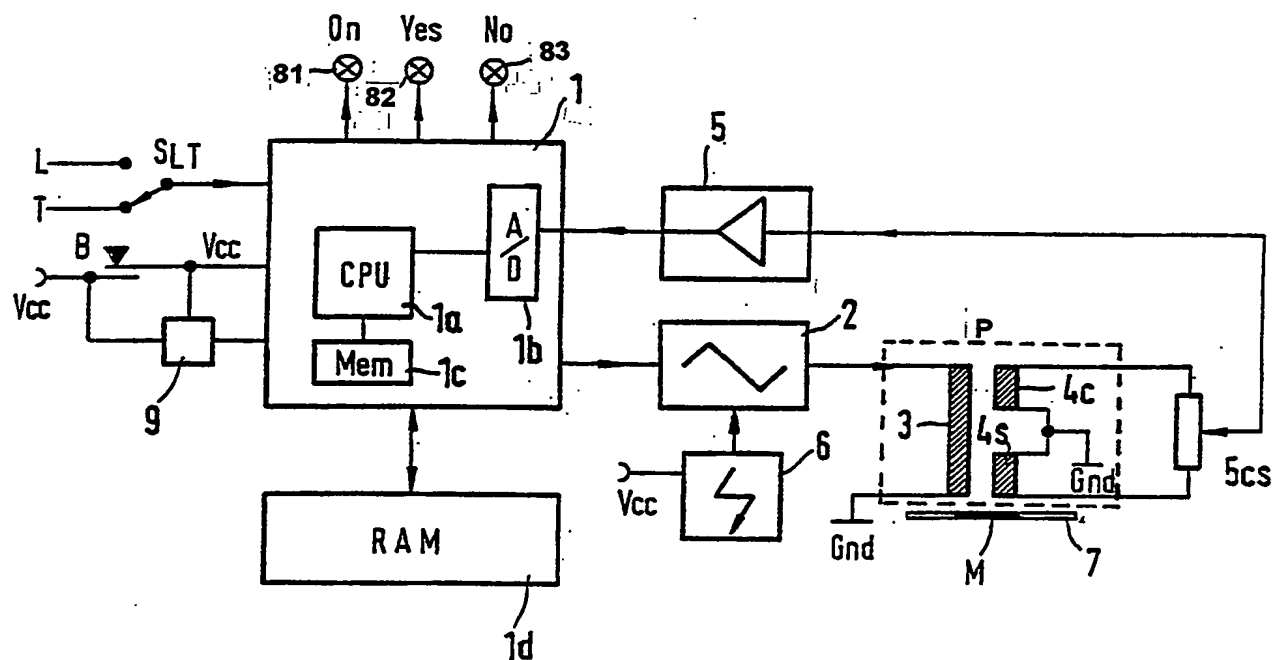 On Yes No
81 82 83
1
5
L
SLT
T
B Vcc
Vcc
A/D
CPU
1a
1b
Mem 1c
9
2
P
3
4c
4s
Gnd
5cs
6
Vcc
Gnd
M 7
RAM
1d